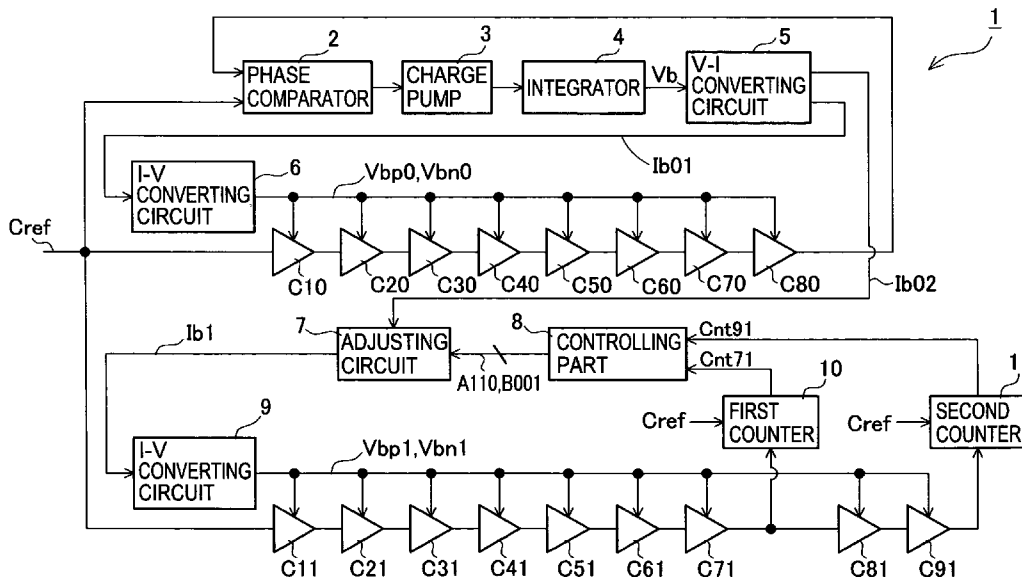 1
2
3
4
5
PHASE
COMPARATOR
CHARGE
PUMP
INTEGRATOR
Vb
V-I
CONVERTING
CIRCUIT
Ib01
I-V
CONVERTING
CIRCUIT
6
Vbp0,Vbn0
Cref
C10
C20
C30
C40
C50
C60
C70
C80
Ib02
Ib1
7
ADJUSTING
CIRCUIT
A110,B001
8
CONTROLLING
PART
Cnt91
Cnt71
10
Cref
FIRST
COUNTER
1
Cref
SECOND
COUNTER
9
I-V
CONVERTING
CIRCUIT
Vbp1,Vbn1
C11
C21
C31
C41
C51
C61
C71
C81
C91